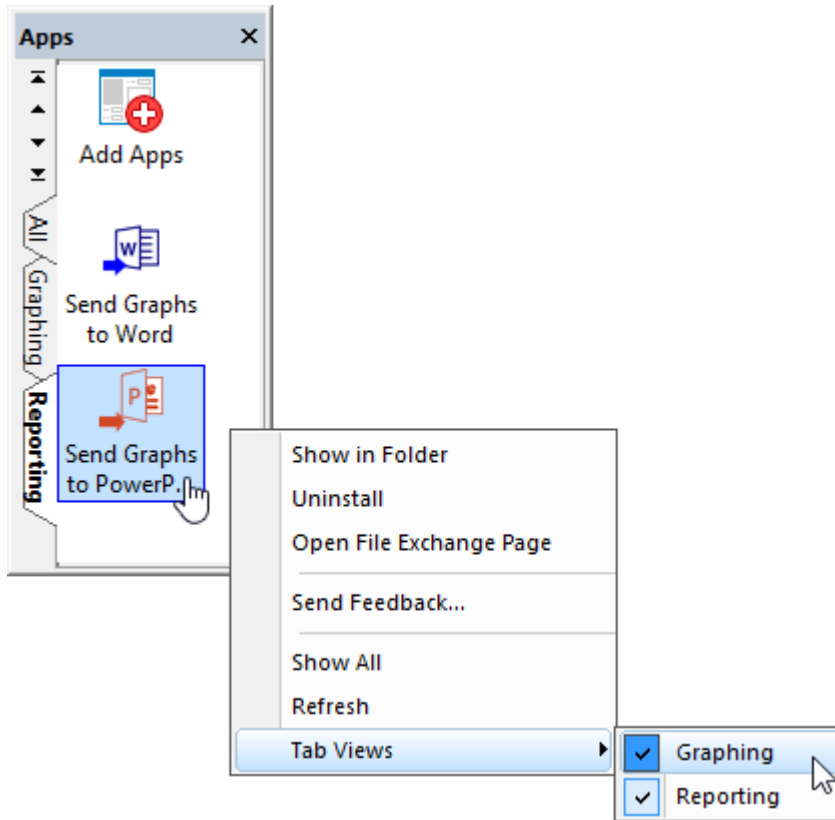 Apps
Add Apps
All
Graphing
Reporting
W
Send Graphs
to Word
P
Send Graphs
to PowerP...
Show in Folder
Uninstall
Open File Exchange Page
Send Feedback...
Show All
Refresh
Tab Views
Graphing
Reporting